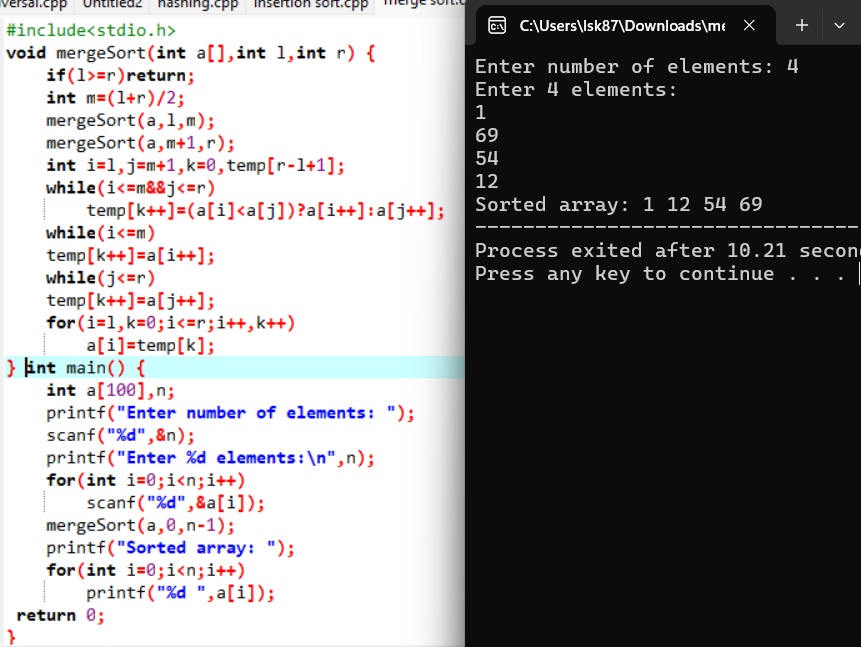 Untitled2
hashing.cpp
insertion sort.cpp
#include<stdio.h>
void mergeSort(int a[],int l,int r) {
if(l>=r)return;
int m=(l+r)/2;
mergeSort(a,l,m);
mergeSort(a,m+1,r);
int i=l,j=m+1,k=0,temp[r-l+1];
while(i<=m&&j<=r)
temp[k++]=(a[i]<a[j])?a[i++]:a[j++];
while(i<=m)
temp[k++]=a[i++];
while(j<=r)
temp[k++]=a[j++];
for(i=l,k=0;i<=r;i++,k++)
a[i]=temp[k];
} int main() {
int a[100],n;
printf("Enter number of elements: ");
scanf("%d",&n);
printf("Enter %d elements:\n",n);
for(int i=0;i<n;i++)
scanf("%d",&a[i]);
mergeSort(a,0,n-1);
printf("Sorted array: ");
for(int i=0;i<n;i++)
printf("%d ",a[i]);
return 0;
}
C:\Users\lsk87\Downloads\me
Enter number of elements: 4
Enter 4 elements:
1
69
54
12
Sorted array: 1 12 54 69
--------------------------------
Process exited after 10.21 secon
Press any key to continue . . .